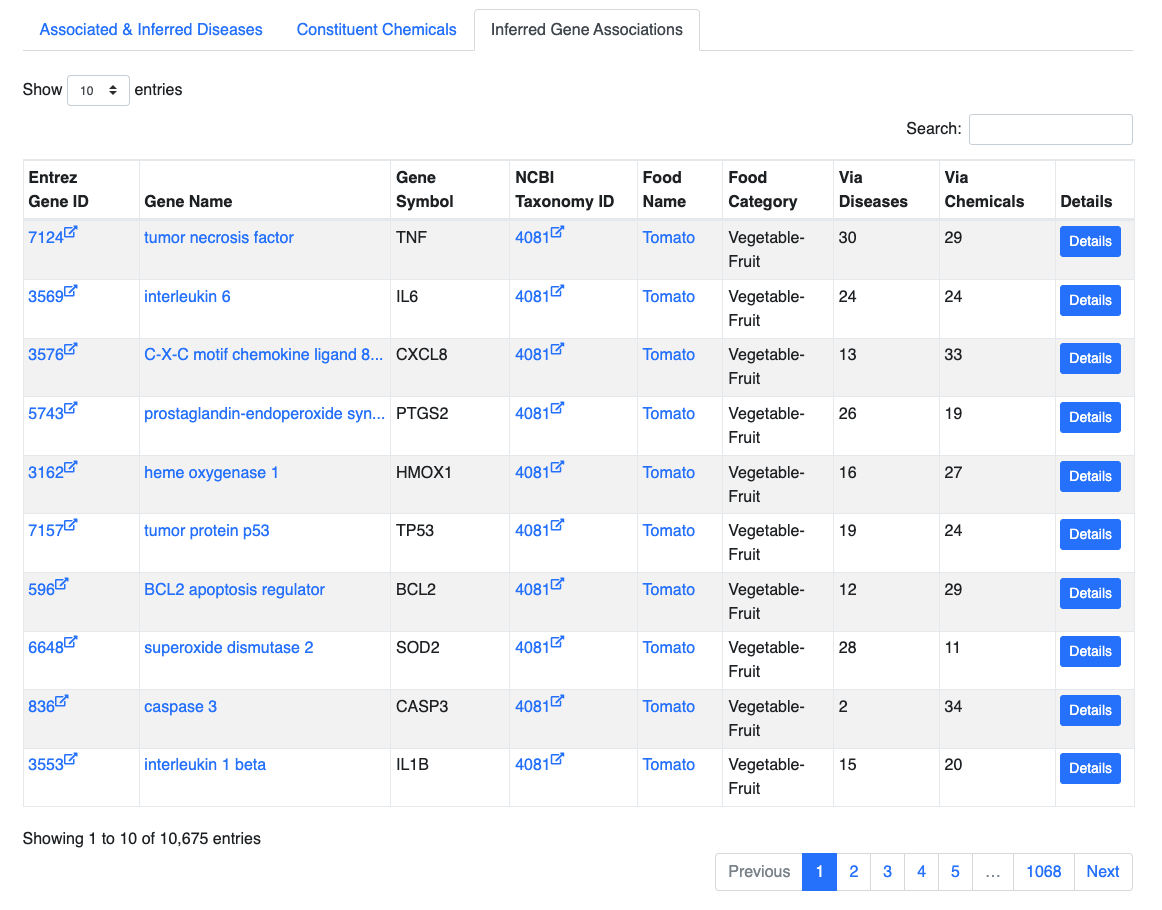 Associated & Inferred Diseases Constituent Chemicals Inferred Gene Associations
Show 10 entries
Search:
Entrez Gene ID Gene Name Gene Symbol NCBI Taxonomy ID Food Name Food Category Via Diseases Via Chemicals Details
7124 tumor necrosis factor TNF 4081 Tomato Vegetable-Fruit 30 29 Details
3569 interleukin 6 IL6 4081 Tomato Vegetable-Fruit 24 24 Details
3576 C-X-C motif chemokine ligand 8... CXCL8 4081 Tomato Vegetable-Fruit 13 33 Details
5743 prostaglandin-endoperoxide syn... PTGS2 4081 Tomato Vegetable-Fruit 26 19 Details
3162 heme oxygenase 1 HMOX1 4081 Tomato Vegetable-Fruit 16 27 Details
7157 tumor protein p53 TP53 4081 Tomato Vegetable-Fruit 19 24 Details
596 BCL2 apoptosis regulator BCL2 4081 Tomato Vegetable-Fruit 12 29 Details
6648 superoxide dismutase 2 SOD2 4081 Tomato Vegetable-Fruit 28 11 Details
836 caspase 3 CASP3 4081 Tomato Vegetable-Fruit 2 34 Details
3553 interleukin 1 beta IL1B 4081 Tomato Vegetable-Fruit 15 20 Details
Showing 1 to 10 of 10,675 entries
Previous 1 2 3 4 5 ... 1068 Next